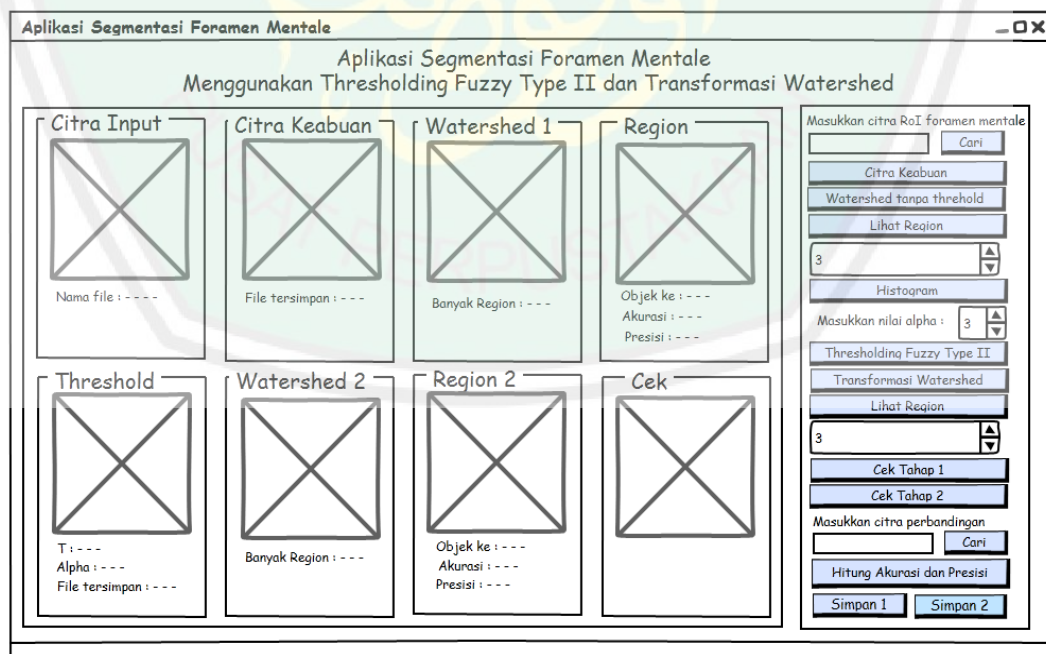 Aplikasi Segmentasi Foramen Mentale
Aplikasi Segmentasi Foramen Mentale
Menggunakan Thresholding Fuzzy Type II dan Transformasi Watershed
Citra Input
Nama file : - - - -
Citra Keabuan
File tersimpan : - - -
Watershed 1
Banyak Region : - - -
Region
Objek ke : - - -
Akurasi : - - -
Presisi : - - -
Threshold
T : - - -
Alpha : - - -
File tersimpan : - - -
Watershed 2
Banyak Region : - - -
Region 2
Objek ke : - - -
Akurasi : - - -
Presisi : - - -
Cek
Masukkan citra RoI foramen mentale
Cari
Citra Keabuan
Watershed tanpa threhold
Lihat Region
3
Histogram
Masukkan nilai alpha :
3
Thresholding Fuzzy Type II
Transformasi Watershed
Lihat Region
3
Cek Tahap 1
Cek Tahap 2
Masukkan citra perbandingan
Cari
Hitung Akurasi dan Presisi
Simpan 1
Simpan 2
PUSAT PERPUSTAKAAN